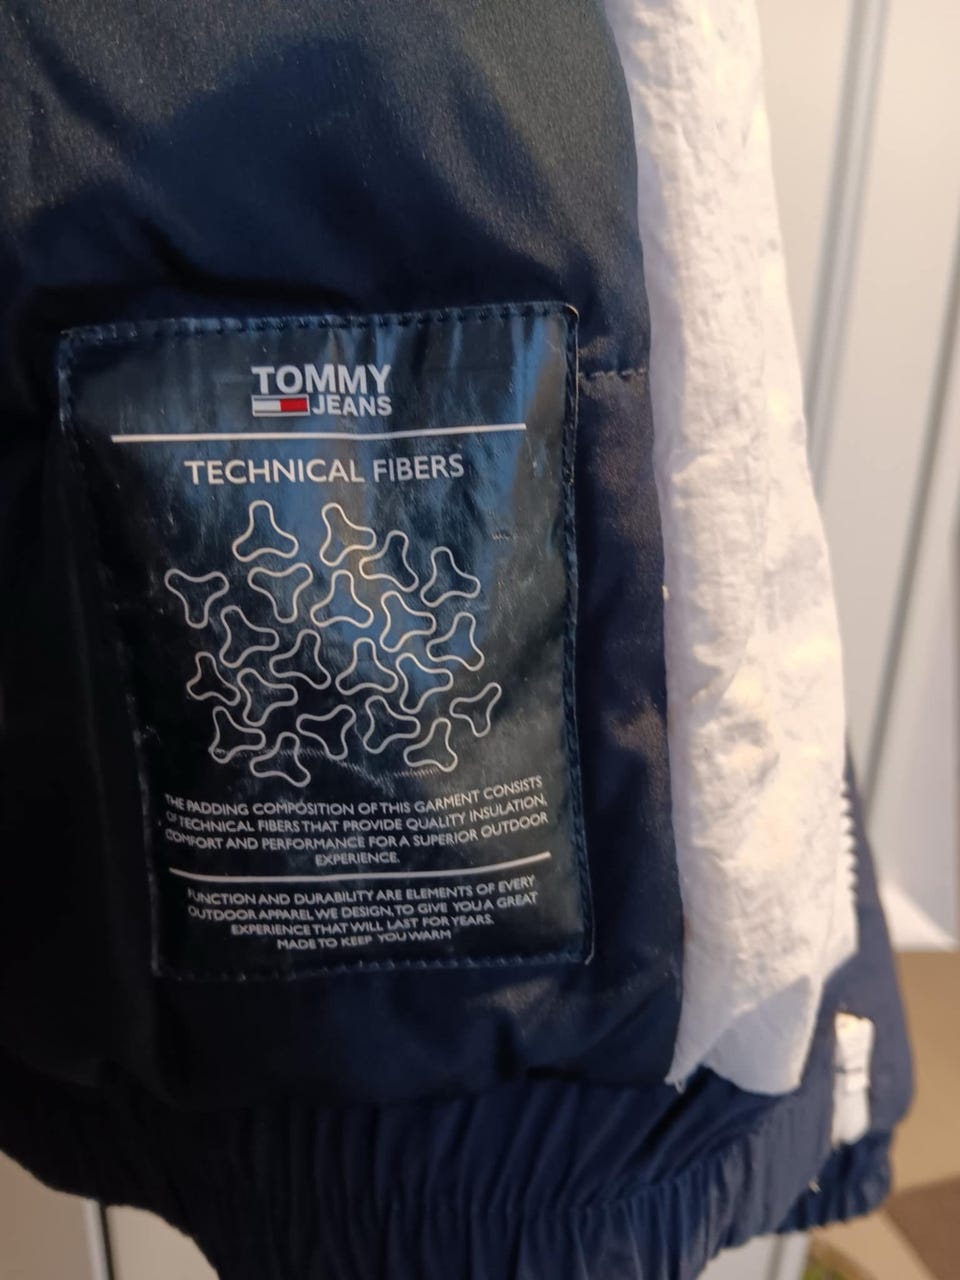 TOMMY
JEANS
TECHNICAL FIBERS
THE PADDING COMPOSITION OF THIS GARMENT CONSISTS
OF TECHNICAL FIBERS THAT PROVIDE QUALITY INSULATION,
COMFORT AND PERFORMANCE FOR A SUPERIOR OUTDOOR
EXPERIENCE.
FUNCTION AND DURABILITY ARE ELEMENTS OF EVERY
OUTDOOR APPAREL WE DESIGN, TO GIVE YOU A GREAT
EXPERIENCE THAT WILL LAST FOR YEARS.
MADE TO KEEP YOU WARM